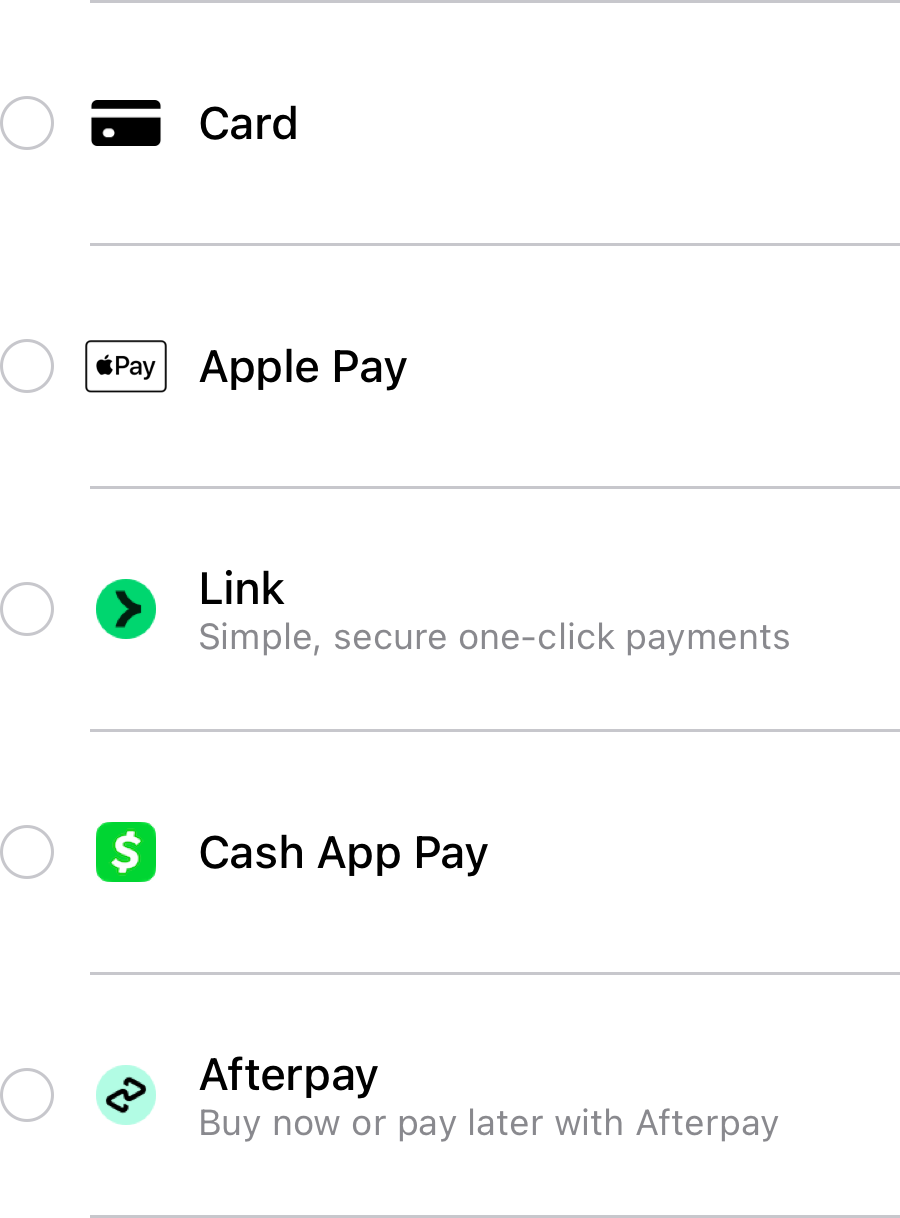 Card
Pay
Apple Pay
Link
Simple, secure one-click payments
$
Cash App Pay
Afterpay
Buy now or pay later with Afterpay